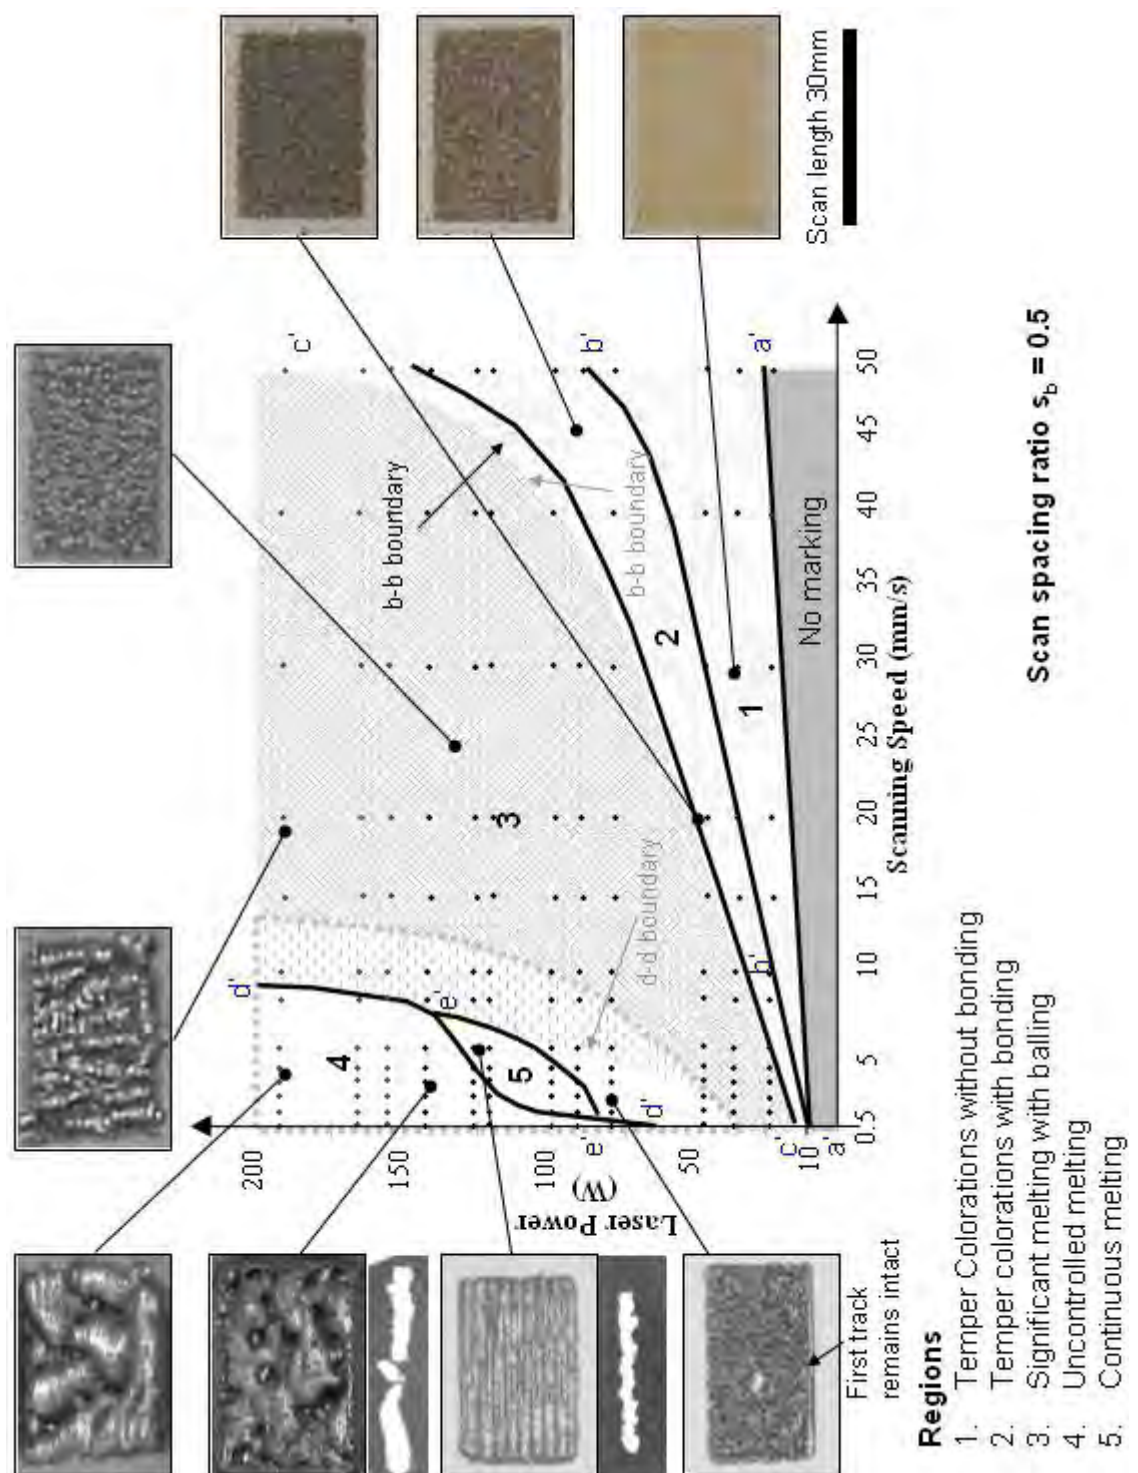 200
150
100
50
10
Laser Power
(W)
0.5
5
10
15
20
25
30
35
40
45
50
Scanning Speed (mm/s)
d'
e'
4
5
e'
d'
c'
a'
b'
3
2
1
c'
b'
a'
b-b boundary
b-b boundary
d-d boundary
No marking
First track
remains intact
Scan length 30mm
Regions
1. Temper Colorations without bonding
2. Temper colorations with bonding
3. Significant melting with balling
4. Uncontrolled melting
5. Continuous melting
Scan spacing ratio sb = 0.5